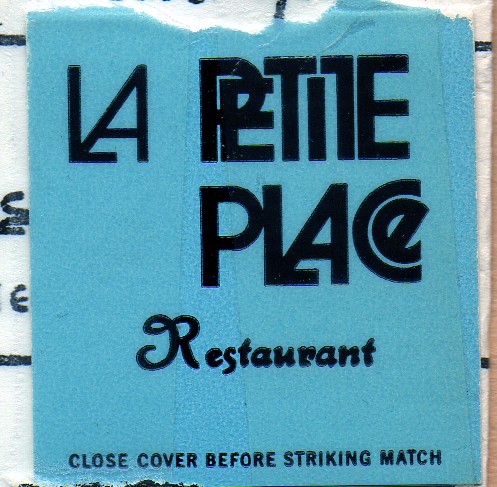 LA PETITE
PLACe
Restaurant
CLOSE COVER BEFORE STRIKING MATCH